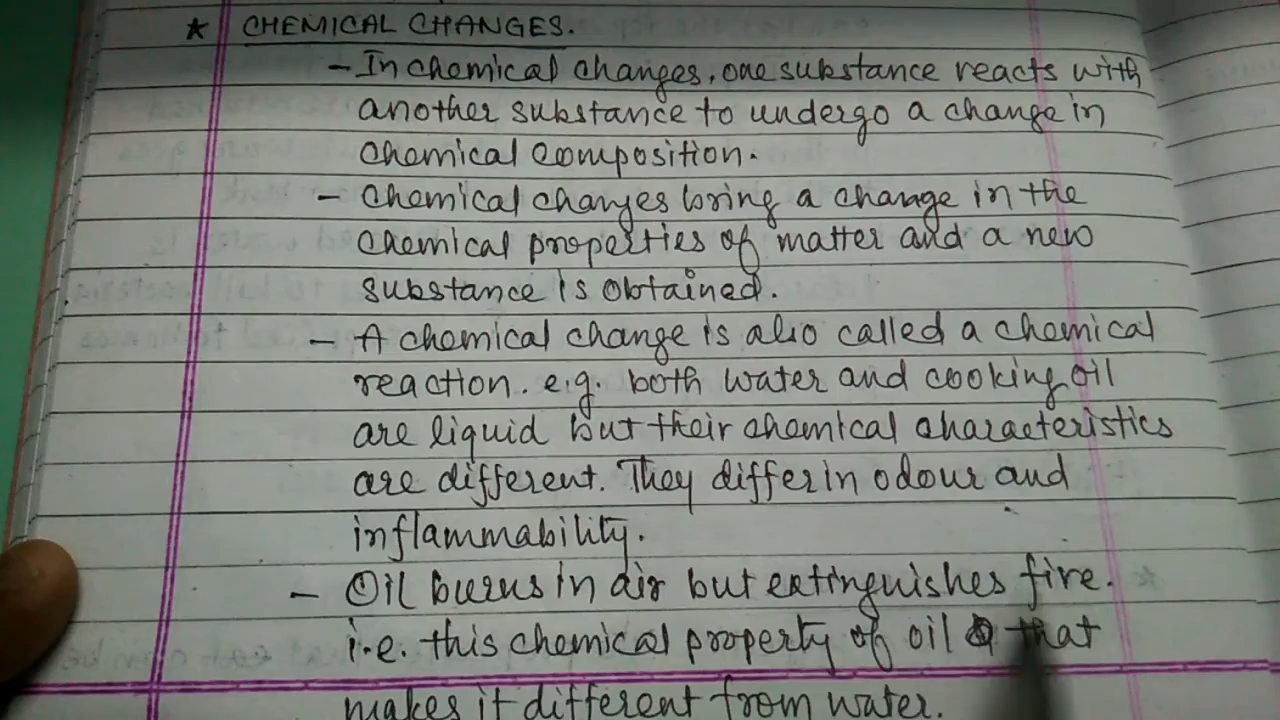 ★ CHEMICAL CHANGES.
- In chemical changes, one substance reacts with
another substance to undergo a change in
chemical composition.
- Chemical changes bring a change in the
chemical properties of matter and a new
substance is obtained.
- A chemical change is also called a chemical
reaction. e.g. both water and cooking oil
are liquid but their chemical characteristics
are different. They differ in odour and
inflammability.
- Oil burns in air but extinguishes fire.
i.e. this chemical property of oil that
makes it different from water.